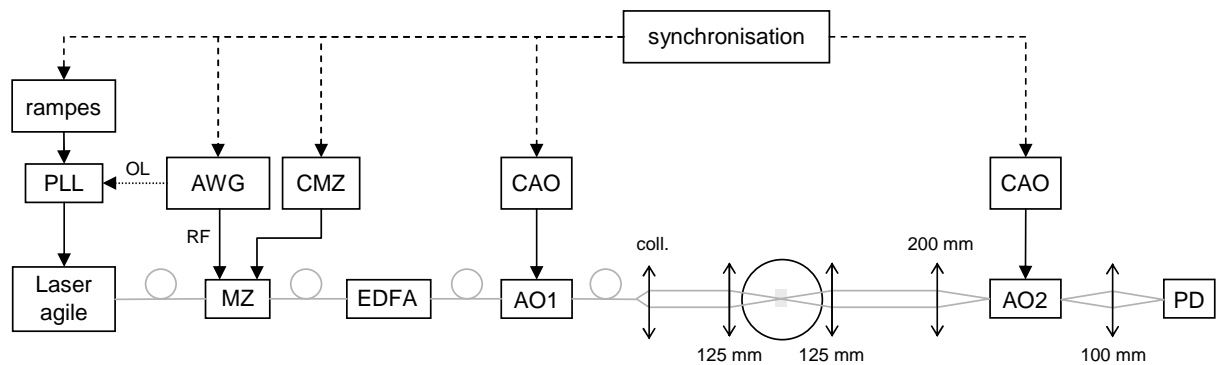 synchronisation
rampes
PLL
OL
AWG
CMZ
CAO
CAO
RF
coll.
200 mm
Laser
agile
MZ
EDFA
AO1
AO2
PD
125 mm
125 mm
100 mm